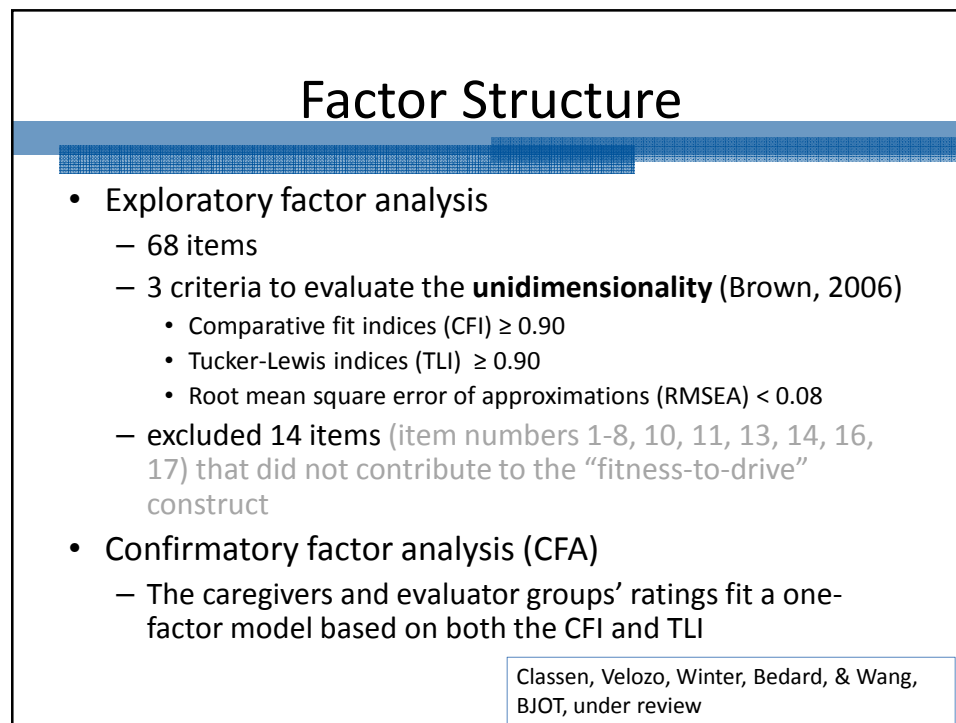 Factor Structure
• Exploratory factor analysis
– 68 items
– 3 criteria to evaluate the unidimensionality (Brown, 2006)
• Comparative fit indices (CFI) ≥ 0.90
• Tucker-Lewis indices (TLI)  ≥ 0.90
• Root mean square error of approximations (RMSEA) < 0.08
– excluded 14 items (item numbers 1-8, 10, 11, 13, 14, 16,
17) that did not contribute to the “fitness-to-drive”
construct
• Confirmatory factor analysis (CFA)
– The caregivers and evaluator groups’ ratings fit a one-
factor model based on both the CFI and TLI
Classen, Velozo, Winter, Bedard, & Wang,
BJOT, under review